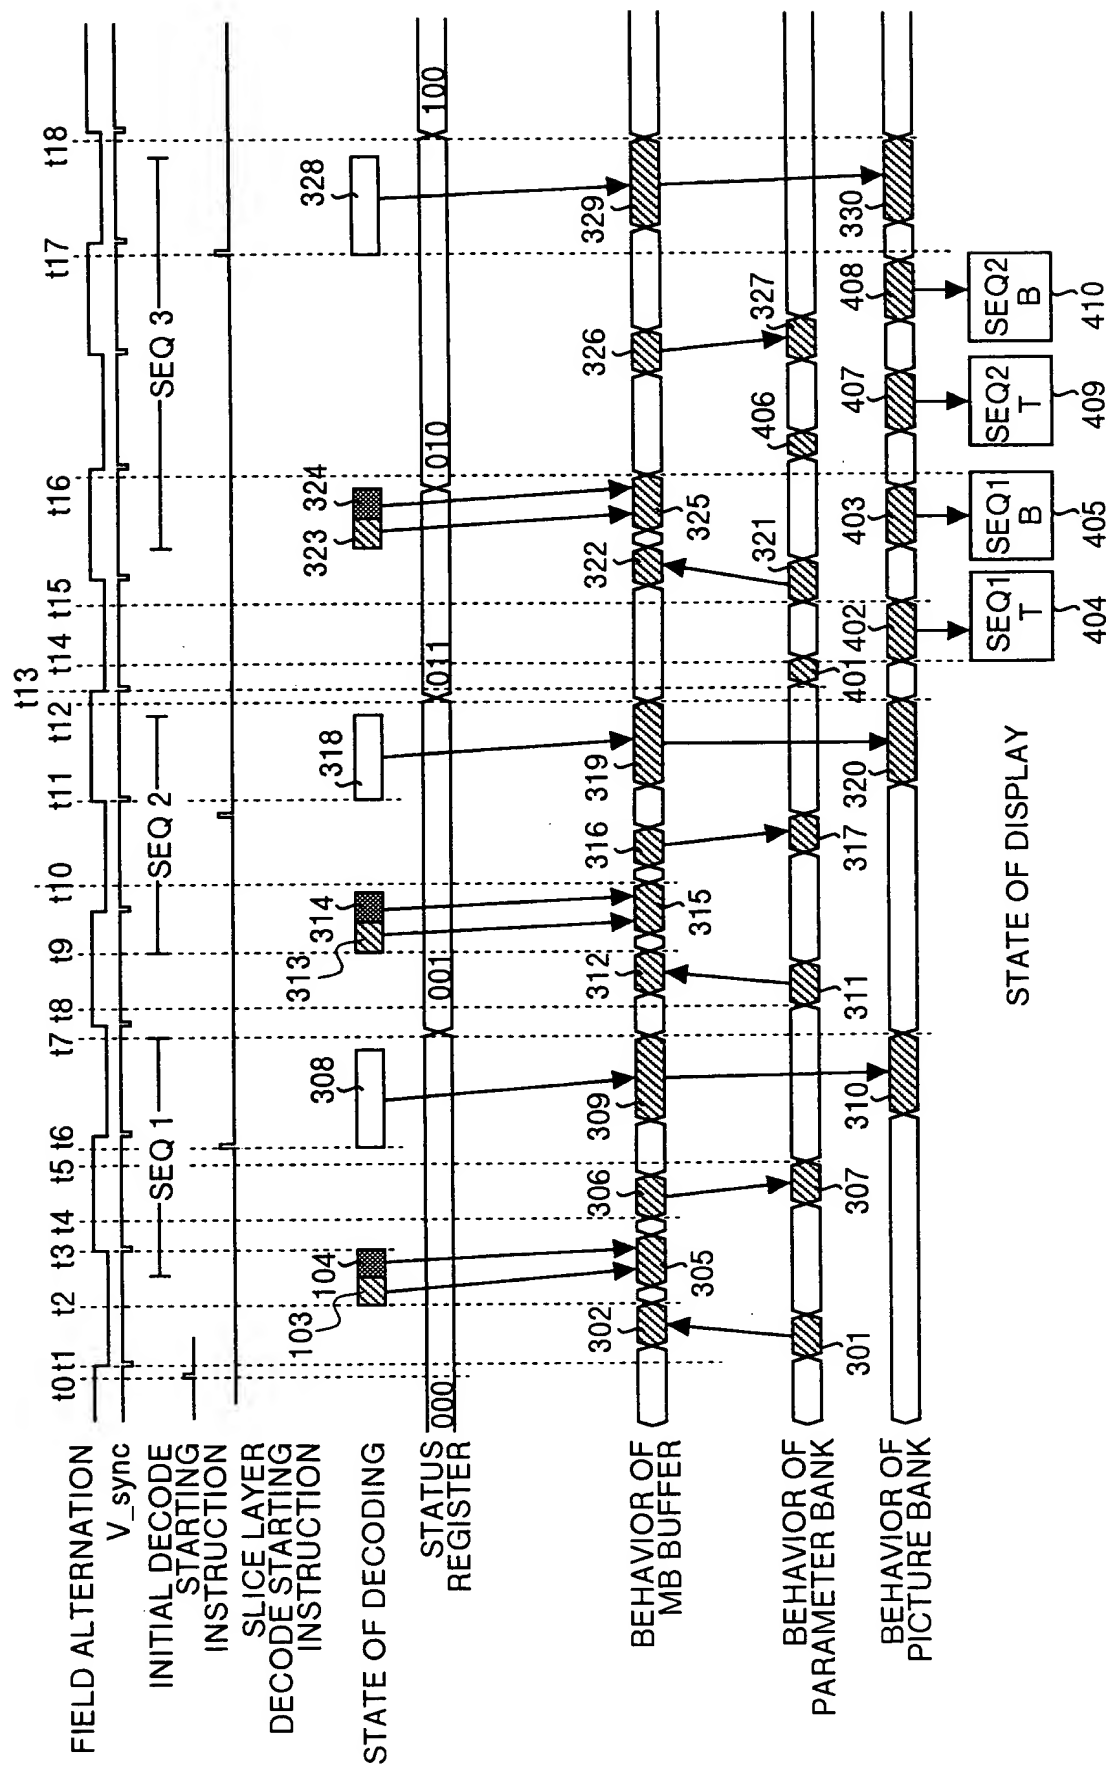 FIELD ALTERNATION
V_sync
INITIAL DECODE
STARTING
INSTRUCTION
SLICE LAYER
DECODE STARTING
INSTRUCTION
STATE OF DECODING
STATUS
REGISTER
BEHAVIOR OF
MB BUFFER
BEHAVIOR OF
PARAMETER BANK
BEHAVIOR OF
PICTURE BANK
STATE OF DISPLAY
t0 t1 t2 t3 t4 t5 t6 t7 t8 t9 t10 t11 t12 t13 t14 t15 t16 t17 t18
SEQ 1 SEQ 2 SEQ 3
103 104 308 313 314 318 323 324 328
000 001 011 010 100
302 305 306 309 312 315 316 319 322 325 326 329
301 307 311 317 401 321 406 327
310 320 402 403 407 408 330
SEQ1
T
404
SEQ1
B
405
SEQ2
T
409
SEQ2
B
410